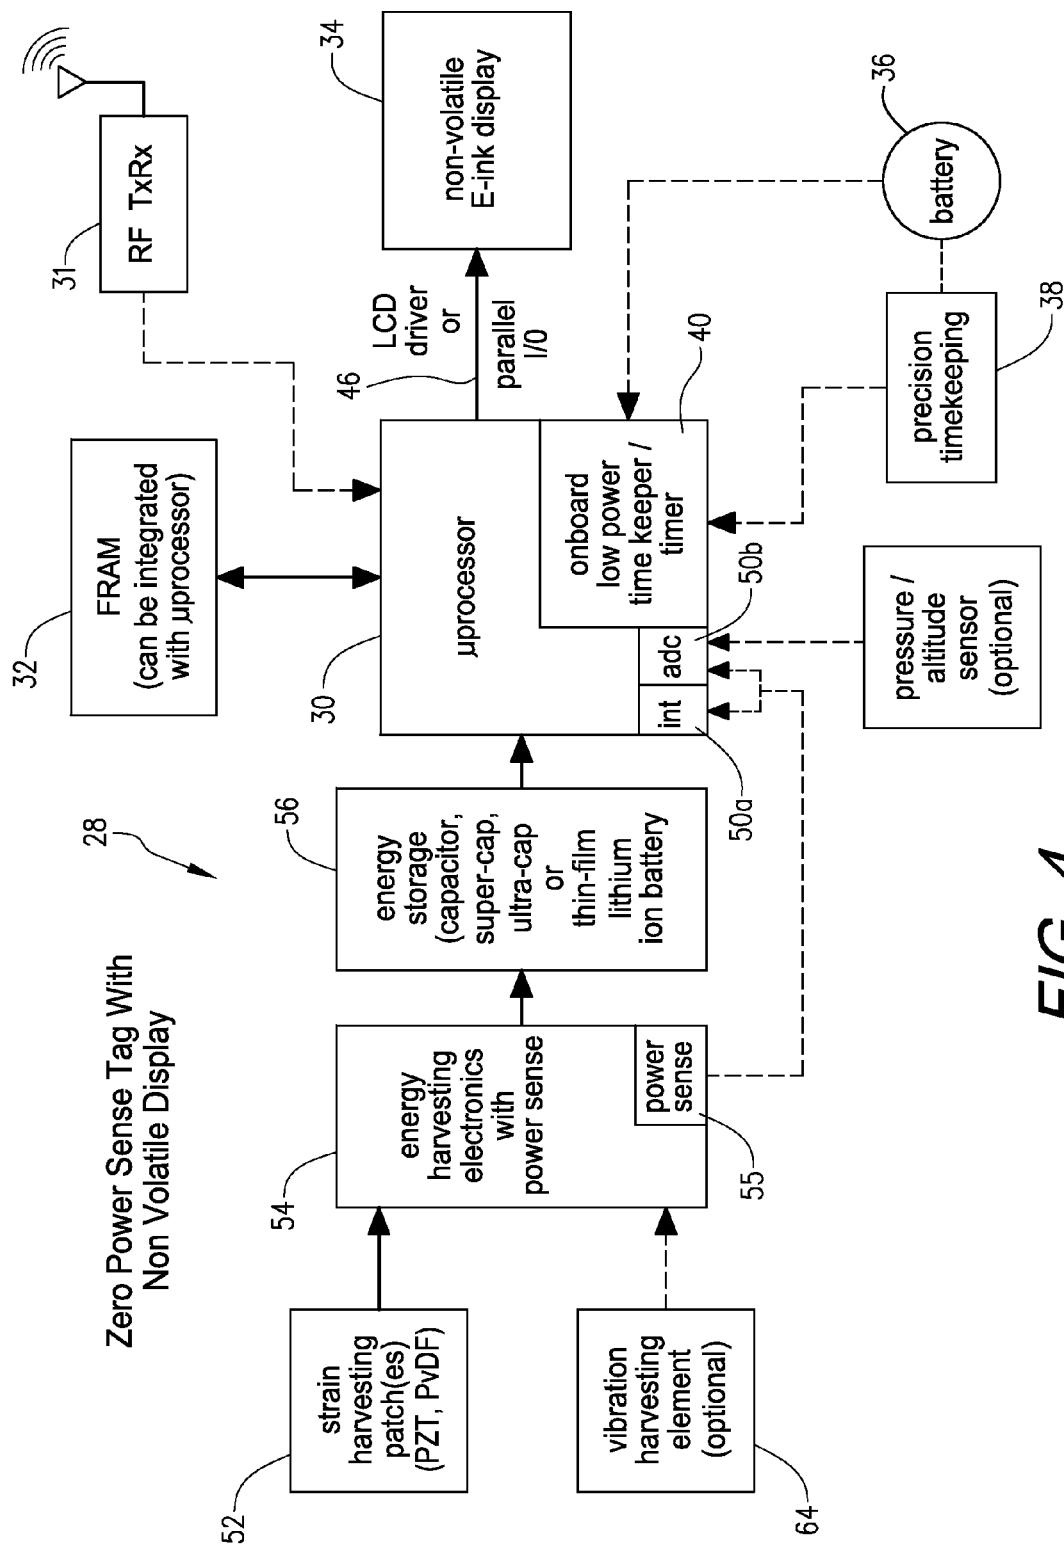 Zero Power Sense Tag With
Non Volatile Display
28
52
strain
harvesting
patch(es)
(PZT, PvDF)
64
vibration
harvesting
element
(optional)
54
energy
harvesting
electronics
with
power sense
power
sense
55
56
energy
storage
(capacitor,
super-cap,
ultra-cap
or
thin-film
lithium
ion battery
32
FRAM
(can be integrated
with µprocessor)
30
µprocessor
int
adc
50a
50b
onboard
low power
time keeper /
timer
40
31
RF TxRx
46
LCD
driver
or
parallel
I/0
34
non-volatile
E-ink display
36
battery
precision
timekeeping
38
pressure /
altitude
sensor
(optional)